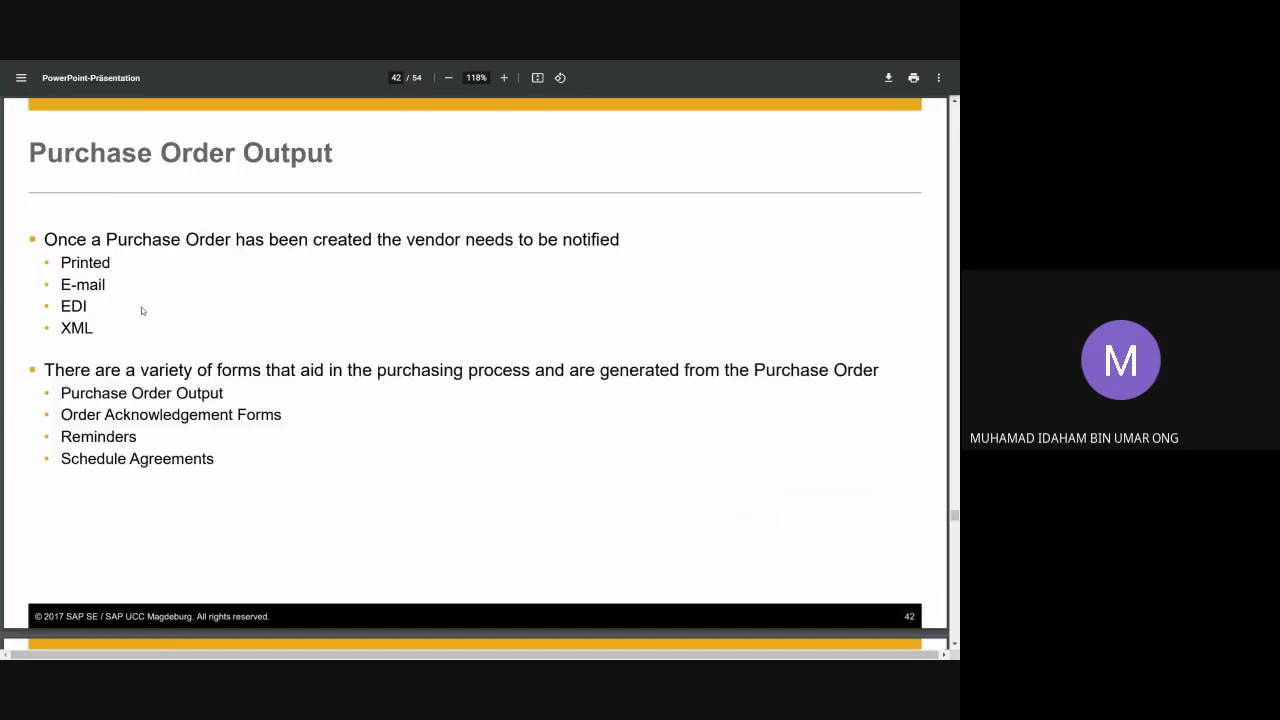 PowerPoint-Präsentation
42 / 54
118%
Purchase Order Output
Once a Purchase Order has been created the vendor needs to be notified
Printed
E-mail
EDI
XML
There are a variety of forms that aid in the purchasing process and are generated from the Purchase Order
Purchase Order Output
Order Acknowledgement Forms
Reminders
Schedule Agreements
© 2017 SAP SE / SAP UCC Magdeburg. All rights reserved.
42
M
MUHAMAD IDAHAM BIN UMAR ONG